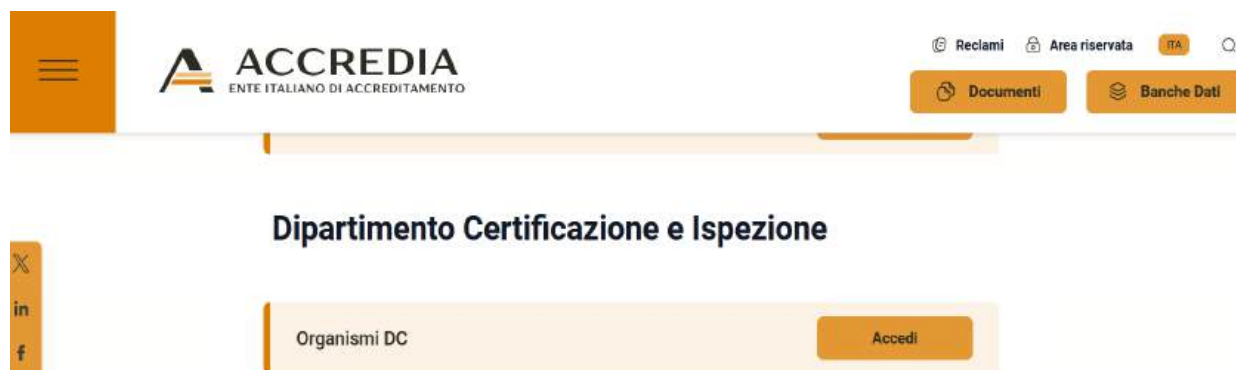 Reclami
Area riservata
ITA
ACCREDIA
ENTE ITALIANO DI ACCREDITAMENTO
Documenti
Banche Dati
Dipartimento Certificazione e Ispezione
in
f
Organismi DC
Accedi